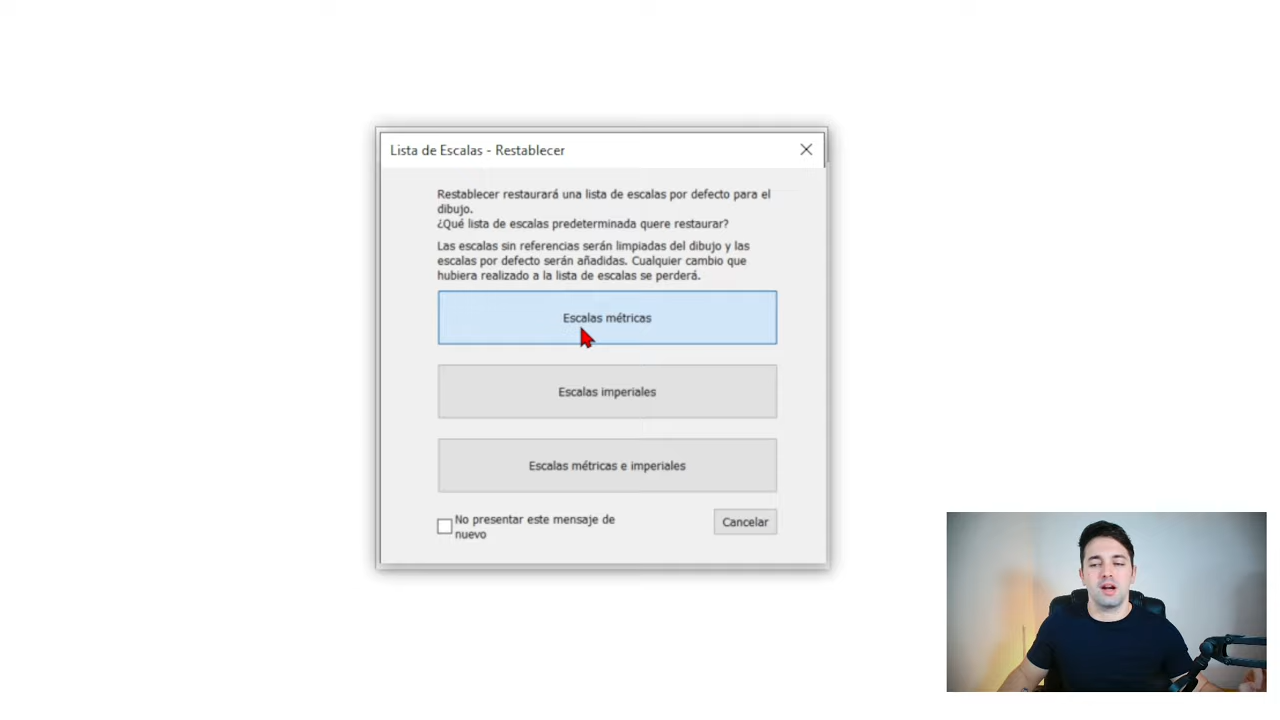 Lista de Escalas - Restablecer
Restablecer restaurará una lista de escalas por defecto para el
dibujo.
¿Qué lista de escalas predeterminada quere restaurar?
Las escalas sin referencias serán limpiadas del dibujo y las
escalas por defecto serán añadidas. Cualquier cambio que
hubiera realizado a la lista de escalas se perderá.
Escalas métricas
Escalas imperiales
Escalas métricas e imperiales
No presentar este mensaje de
nuevo
Cancelar